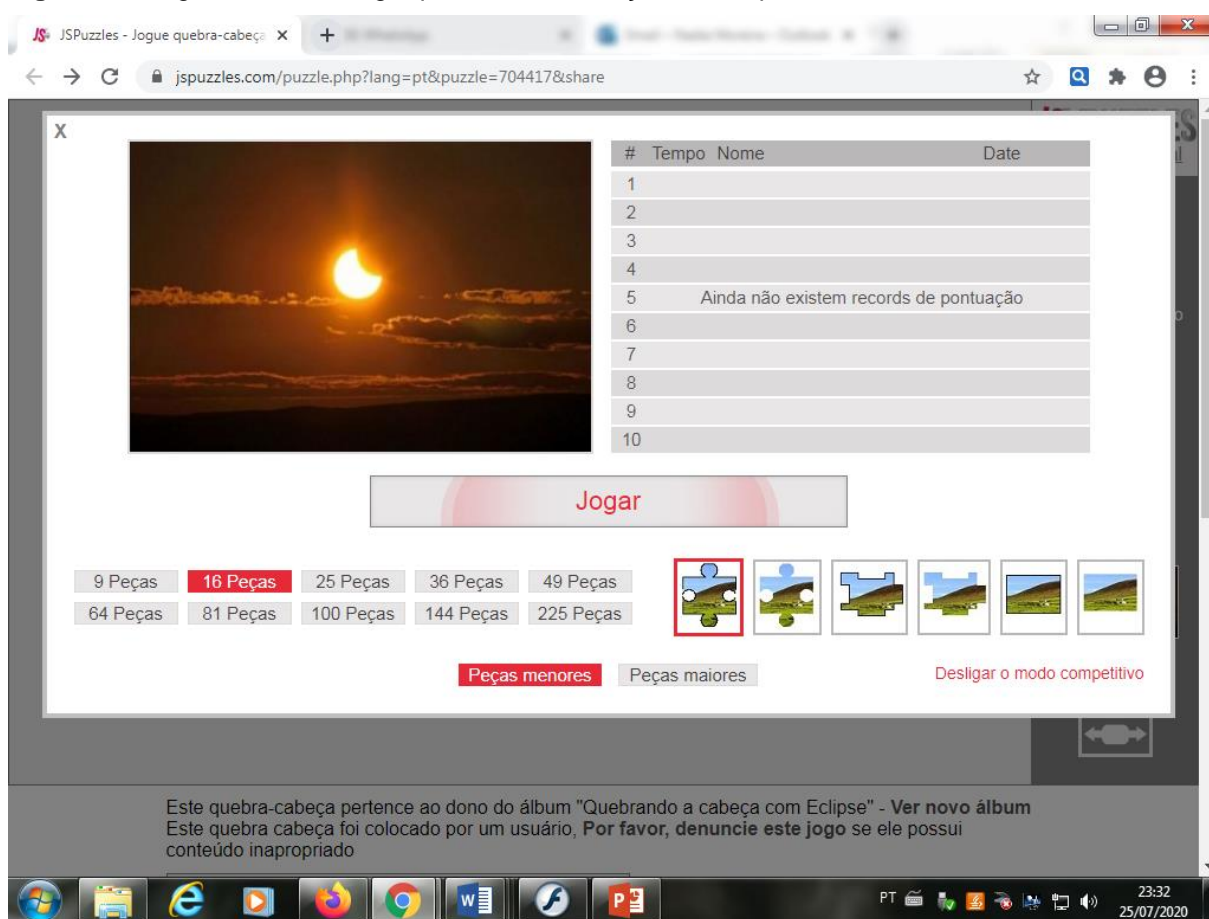 JSPuzzles - Jogue quebra-cabeça
jspuzzles.com/puzzle.php?lang=pt&puzzle=704417&share
X
# Tempo Nome Date
1
2
3
4
5 Ainda não existem records de pontuação
6
7
8
9
10
Jogar
9 Peças 16 Peças 25 Peças 36 Peças 49 Peças
64 Peças 81 Peças 100 Peças 144 Peças 225 Peças
Peças menores Peças maiores Desligar o modo competitivo
Este quebra-cabeça pertence ao dono do álbum "Quebrando a cabeça com Eclipse" - Ver novo álbum
Este quebra cabeça foi colocado por um usuário, Por favor, denuncie este jogo se ele possui
conteúdo inapropriado
PT 23:32
25/07/2020